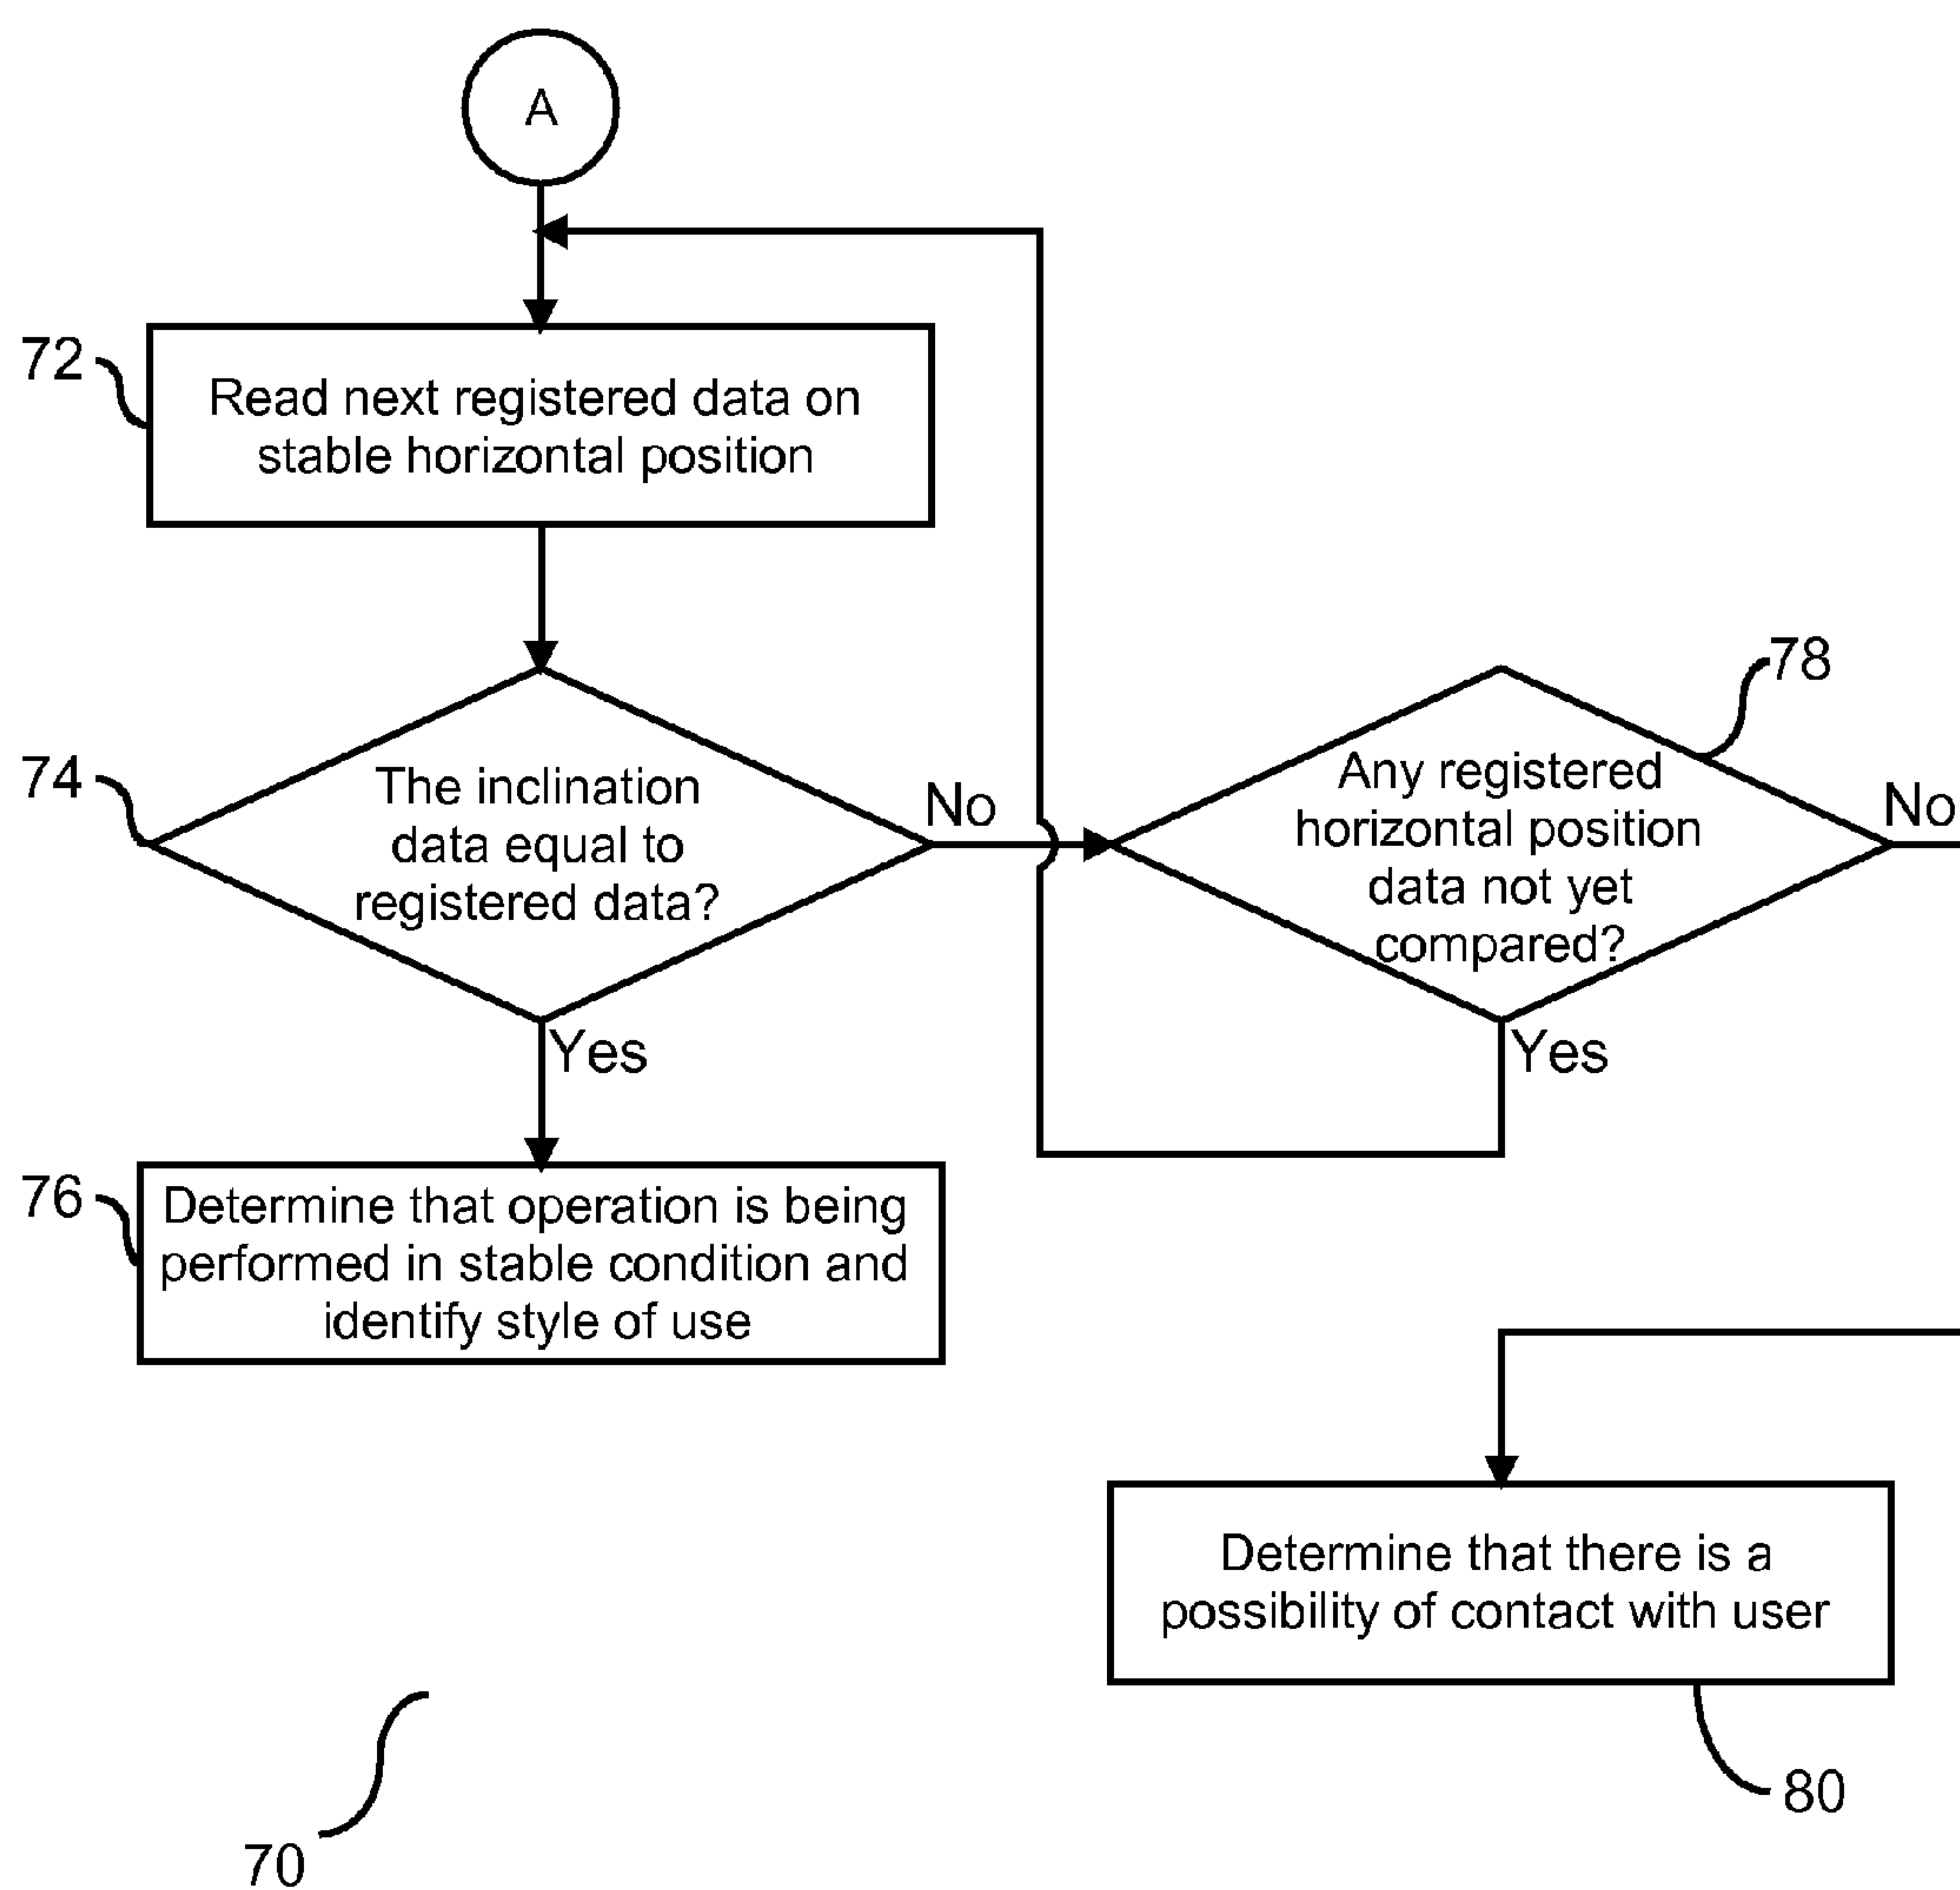 A
72
Read next registered data on
stable horizontal position
74
The inclination
data equal to
registered data?
No
78
Any registered
horizontal position
data not yet
compared?
No
Yes
Yes
76
Determine that operation is being
performed in stable condition and
identify style of use
Determine that there is a
possibility of contact with user
80
70